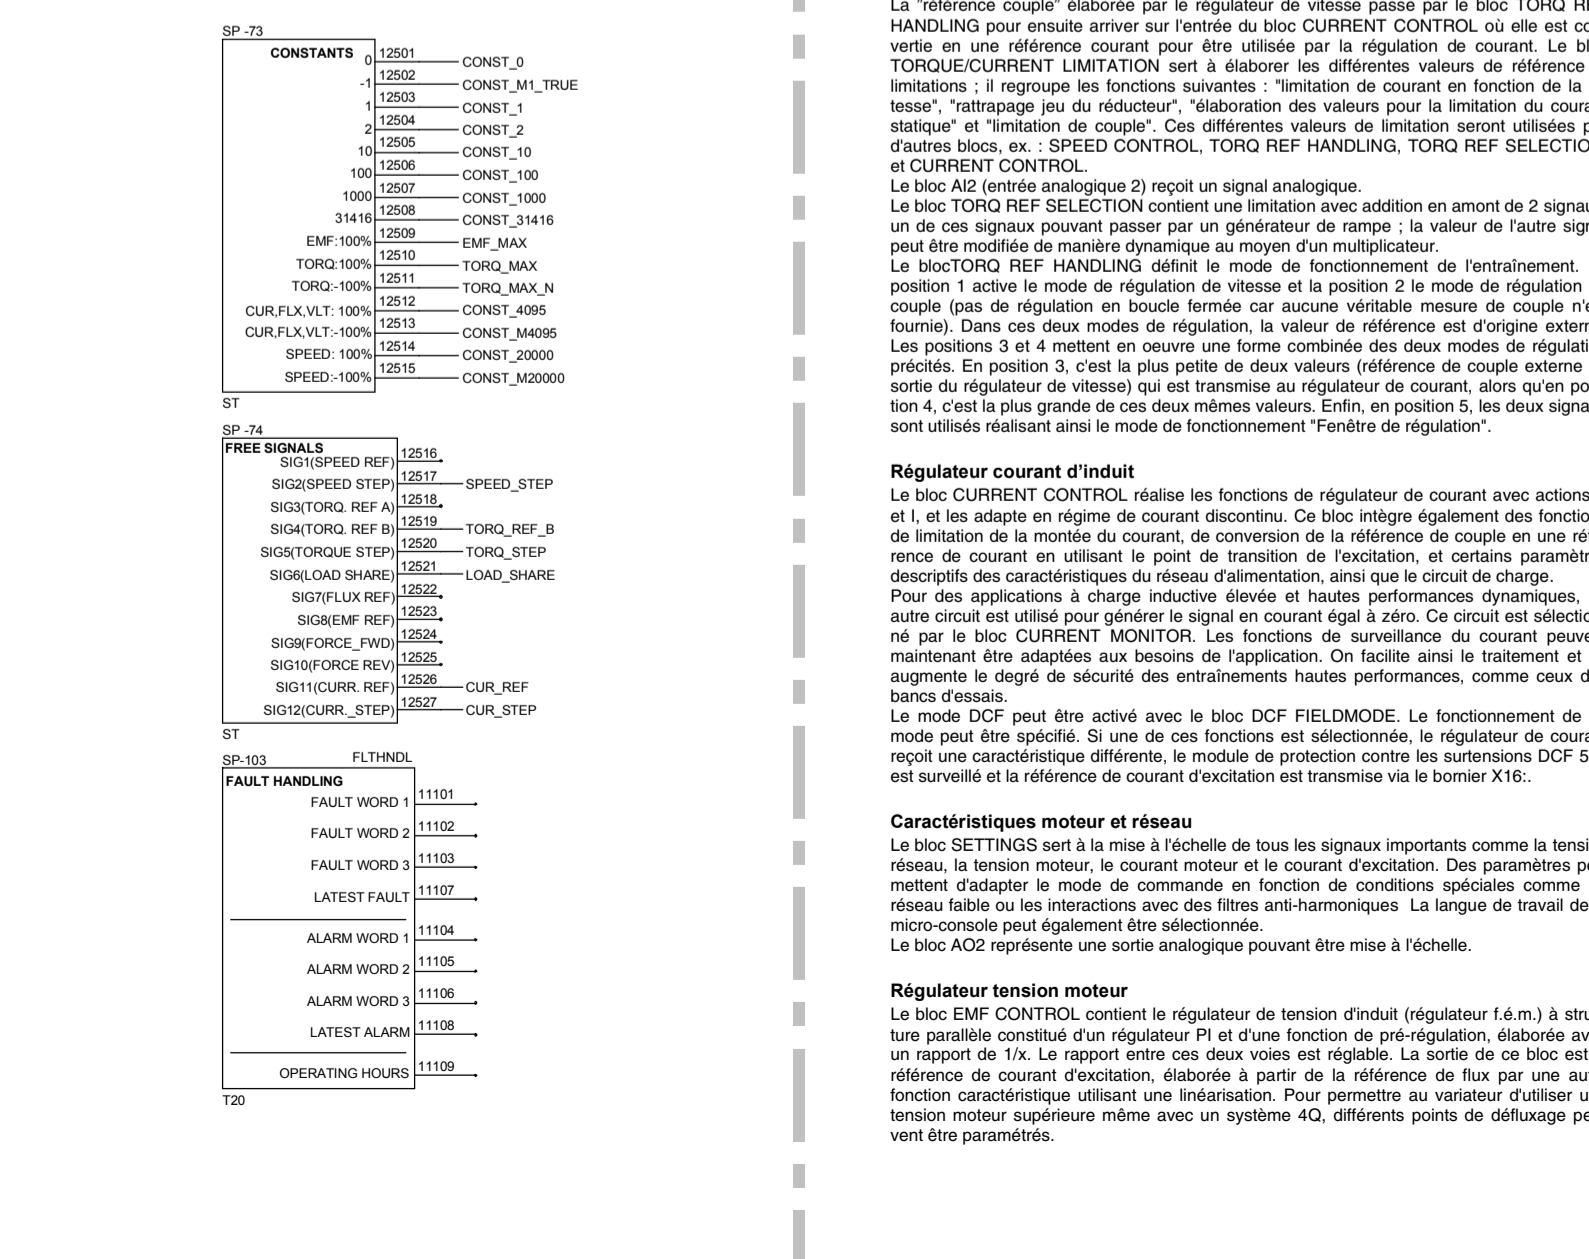 SP -73
CONSTANTS
0 12501 CONST_0
-1 12502 CONST_M1_TRUE
1 12503 CONST_1
2 12504 CONST_2
10 12505 CONST_10
100 12506 CONST_100
1000 12507 CONST_1000
31416 12508 CONST_31416
EMF:100% 12509 EMF_MAX
TORQ:100% 12510 TORQ_MAX
TORQ:-100% 12511 TORQ_MAX_N
CUR,FLX,VLT: 100% 12512 CONST_4095
CUR,FLX,VLT:-100% 12513 CONST_M4095
SPEED: 100% 12514 CONST_20000
SPEED:-100% 12515 CONST_M20000
ST
SP -74
FREE SIGNALS
SIG1(SPEED REF) 12516
SIG2(SPEED STEP) 12517 SPEED_STEP
SIG3(TORQ. REF A) 12518
SIG4(TORQ. REF B) 12519 TORQ_REF_B
SIG5(TORQUE STEP) 12520 TORQ_STEP
SIG6(LOAD SHARE) 12521 LOAD_SHARE
SIG7(FLUX REF) 12522
SIG8(EMF REF) 12523
SIG9(FORCE_FWD) 12524
SIG10(FORCE REV) 12525
SIG11(CURR. REF) 12526 CUR_REF
SIG12(CURR._STEP) 12527 CUR_STEP
ST
SP-103 FLTHNDL
FAULT HANDLING
FAULT WORD 1 11101
FAULT WORD 2 11102
FAULT WORD 3 11103
LATEST FAULT 11107
ALARM WORD 1 11104
ALARM WORD 2 11105
ALARM WORD 3 11106
LATEST ALARM 11108
OPERATING HOURS 11109
T20
La "référence couple" élaborée par le régulateur de vitesse passe par le bloc TORQ RE
HANDLING pour ensuite arriver sur l'entrée du bloc CURRENT CONTROL où elle est co
vertie en une référence courant pour être utilisée par la régulation de courant. Le bl
TORQUE/CURRENT LIMITATION sert à élaborer les différentes valeurs de référence
limitations ; il regroupe les fonctions suivantes : "limitation de courant en fonction de la
tesse", "rattrapage jeu du réducteur", "élaboration des valeurs pour la limitation du coura
statique" et "limitation de couple". Ces différentes valeurs de limitation seront utilisées p
d'autres blocs, ex. : SPEED CONTROL, TORQ REF HANDLING, TORQ REF SELECTIO
et CURRENT CONTROL.
Le bloc AI2 (entrée analogique 2) reçoit un signal analogique.
Le bloc TORQ REF SELECTION contient une limitation avec addition en amont de 2 signau
un de ces signaux pouvant passer par un générateur de rampe ; la valeur de l'autre sign
peut être modifiée de manière dynamique au moyen d'un multiplicateur.
Le blocTORQ REF HANDLING définit le mode de fonctionnement de l'entraînement.
position 1 active le mode de régulation de vitesse et la position 2 le mode de régulation
couple (pas de régulation en boucle fermée car aucune véritable mesure de couple n'e
fournie). Dans ces deux modes de régulation, la valeur de référence est d'origine extern
Les positions 3 et 4 mettent en oeuvre une forme combinée des deux modes de régulati
précités. En position 3, c'est la plus petite de deux valeurs (référence de couple externe
sortie du régulateur de vitesse) qui est transmise au régulateur de courant, alors qu'en po
tion 4, c'est la plus grande de ces deux mêmes valeurs. Enfin, en position 5, les deux signa
sont utilisés réalisant ainsi le mode de fonctionnement "Fenêtre de régulation".
Régulateur courant d’induit
Le bloc CURRENT CONTROL réalise les fonctions de régulateur de courant avec actions
et I, et les adapte en régime de courant discontinu. Ce bloc intègre également des fonctio
de limitation de la montée du courant, de conversion de la référence de couple en une réf
rence de courant en utilisant le point de transition de l'excitation, et certains paramètr
descriptifs des caractéristiques du réseau d'alimentation, ainsi que le circuit de charge.
Pour des applications à charge inductive élevée et hautes performances dynamiques,
autre circuit est utilisé pour générer le signal en courant égal à zéro. Ce circuit est sélectio
né par le bloc CURRENT MONITOR. Les fonctions de surveillance du courant peuve
maintenant être adaptées aux besoins de l'application. On facilite ainsi le traitement et
augmente le degré de sécurité des entraînements hautes performances, comme ceux d
bancs d'essais.
Le mode DCF peut être activé avec le bloc DCF FIELDMODE. Le fonctionnement de
mode peut être spécifié. Si une de ces fonctions est sélectionnée, le régulateur de coura
reçoit une caractéristique différente, le module de protection contre les surtensions DCF 5
est surveillé et la référence de courant d'excitation est transmise via le bornier X16:.
Caractéristiques moteur et réseau
Le bloc SETTINGS sert à la mise à l'échelle de tous les signaux importants comme la tensi
réseau, la tension moteur, le courant moteur et le courant d'excitation. Des paramètres pe
mettent d'adapter le mode de commande en fonction de conditions spéciales comme
réseau faible ou les interactions avec des filtres anti-harmoniques La langue de travail de
micro-console peut également être sélectionnée.
Le bloc AO2 représente une sortie analogique pouvant être mise à l'échelle.
Régulateur tension moteur
Le bloc EMF CONTROL contient le régulateur de tension d'induit (régulateur f.é.m.) à stru
ture parallèle constitué d'un régulateur PI et d'une fonction de pré-régulation, élaborée av
un rapport de 1/x. Le rapport entre ces deux voies est réglable. La sortie de ce bloc est
référence de courant d'excitation, élaborée à partir de la référence de flux par une au
fonction caractéristique utilisant une linéarisation. Pour permettre au variateur d'utiliser u
tension moteur supérieure même avec un système 4Q, différents points de défluxage pe
vent être paramétrés.